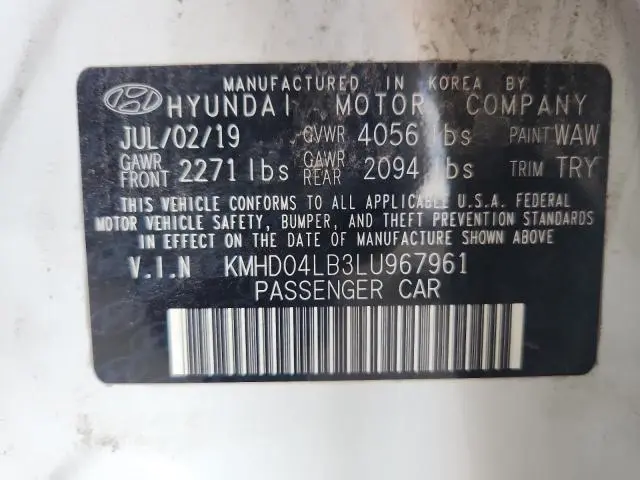 MANUFACTURED IN KOREA BY
HYUNDAI MOTOR COMPANY
JUL/02/19 GVWR 4056 lbs PAINT WAW
GAWR FRONT 2271 lbs GAWR REAR 2094 lbs TRIM TRY
THIS VEHICLE CONFORMS TO ALL APPLICABLE U.S.A. FEDERAL
MOTOR VEHICLE SAFETY, BUMPER, AND THEFT PREVENTION STANDARDS
IN EFFECT ON THE DATE OF MANUFACTURE SHOWN ABOVE
V.I.N KMHD04LB3LU967961
PASSENGER CAR